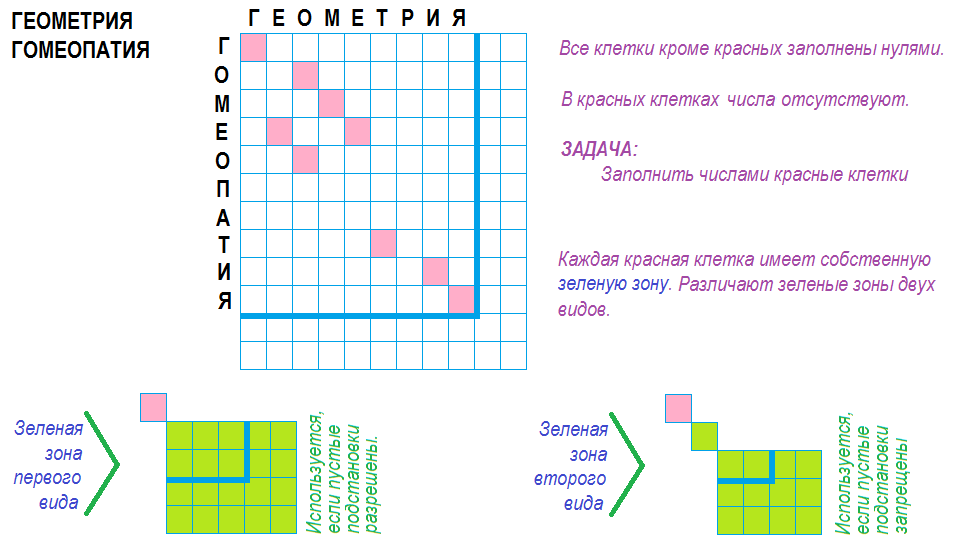 ГЕОМЕТРИЯ
ГОМЕОПАТИЯ
Г Е О М Е Т Р И Я
Г
О
М
Е
О
П
А
Т
И
Я
Все клетки кроме красных заполнены нулями.
В красных клетках числа отсутствуют.
ЗАДАЧА:
Заполнить числами красные клетки
Каждая красная клетка имеет собственную
зеленую зону. Различают зеленые зоны двух
видов.
Зеленая
зона
первого
вида
Используется,
если пустые
подстановки
разрешены.
Зеленая
зона
второго
вида
Используется,
если пустые
подстановки
запрещены